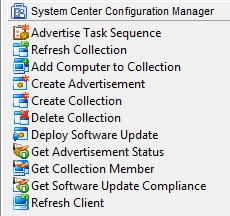 System Center Configuration Manager
Advertise Task Sequence
Refresh Collection
Add Computer to Collection
Create Advertisement
Create Collection
Delete Collection
Deploy Software Update
Get Advertisement Status
Get Collection Member
Get Software Update Compliance
Refresh Client